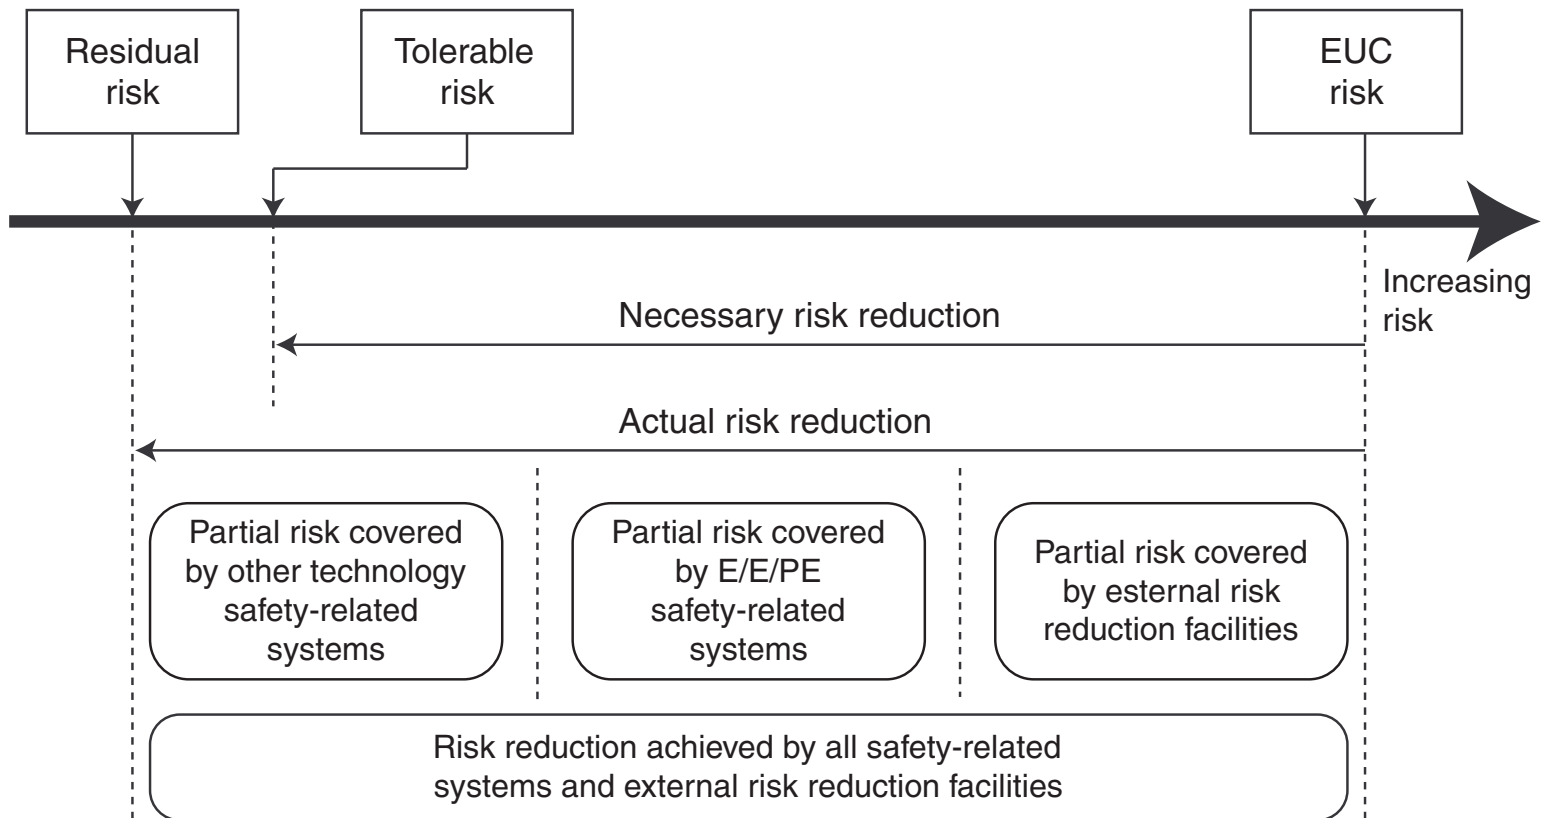 Residual
risk
Tolerable
risk
EUC
risk
Increasing
risk
Necessary risk reduction
Actual risk reduction
Partial risk covered
by other technology
safety-related
systems
Partial risk covered
by E/E/PE
safety-related
systems
Partial risk covered
by esternal risk
reduction facilities
Risk reduction achieved by all safety-related
systems and external risk reduction facilities